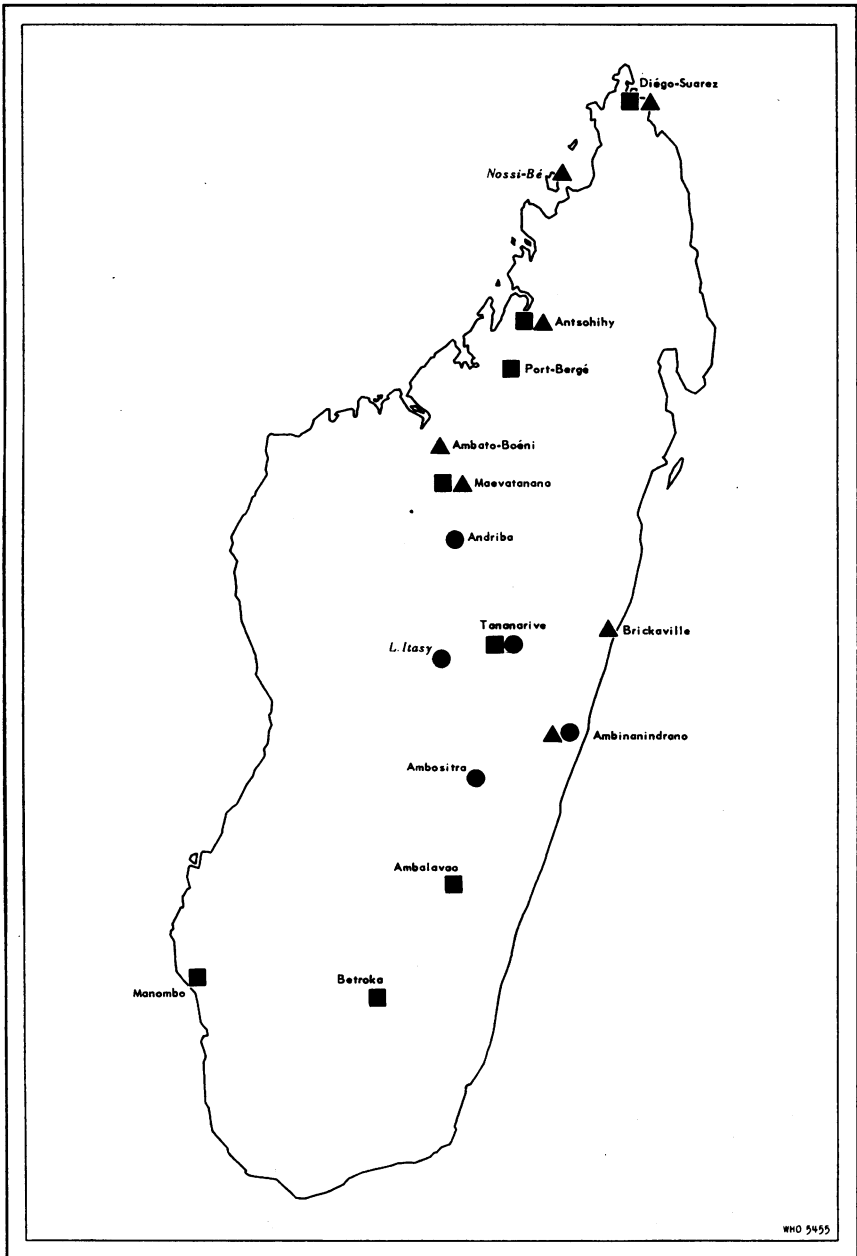 Diégo-Suarez
Nossi-Bé
Antsohihy
Port-Bergé
Ambato-Boéni
Maevatanana
Andriba
Tananarive
Brickaville
L. Itasy
Ambinanindrano
Ambositra
Ambalavao
Manombo
Betroka
WHO 5455